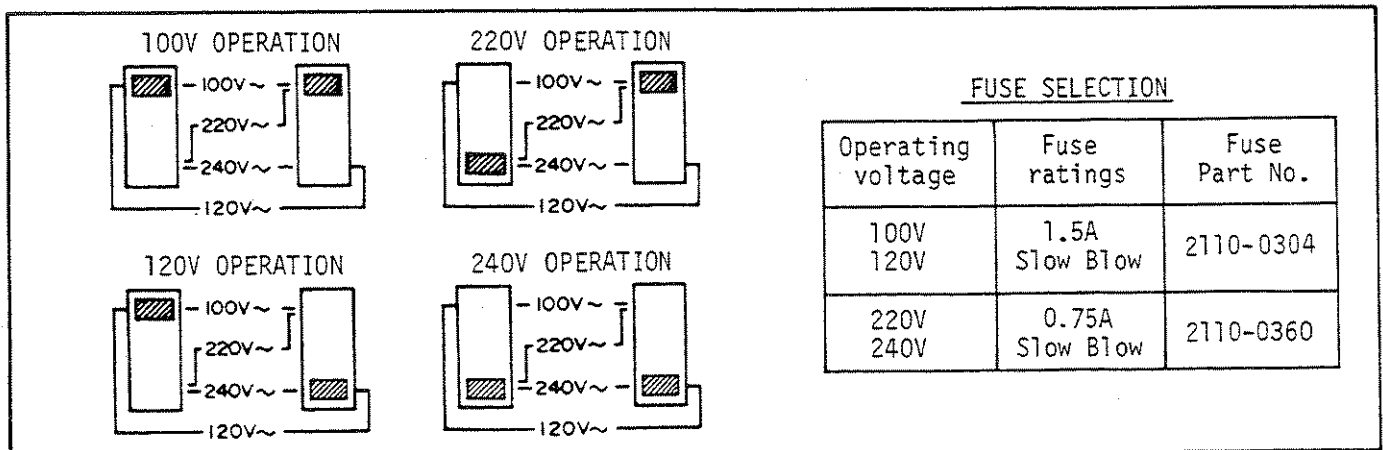 100V OPERATION
100V~
220V~
240V~
120V~
220V OPERATION
100V~
220V~
240V~
120V~
120V OPERATION
100V~
220V~
240V~
120V~
240V OPERATION
100V~
220V~
240V~
120V~
FUSE SELECTION
Operating voltage Fuse ratings Fuse Part No.
100V 120V 1.5A Slow Blow 2110-0304
220V 240V 0.75A Slow Blow 2110-0360